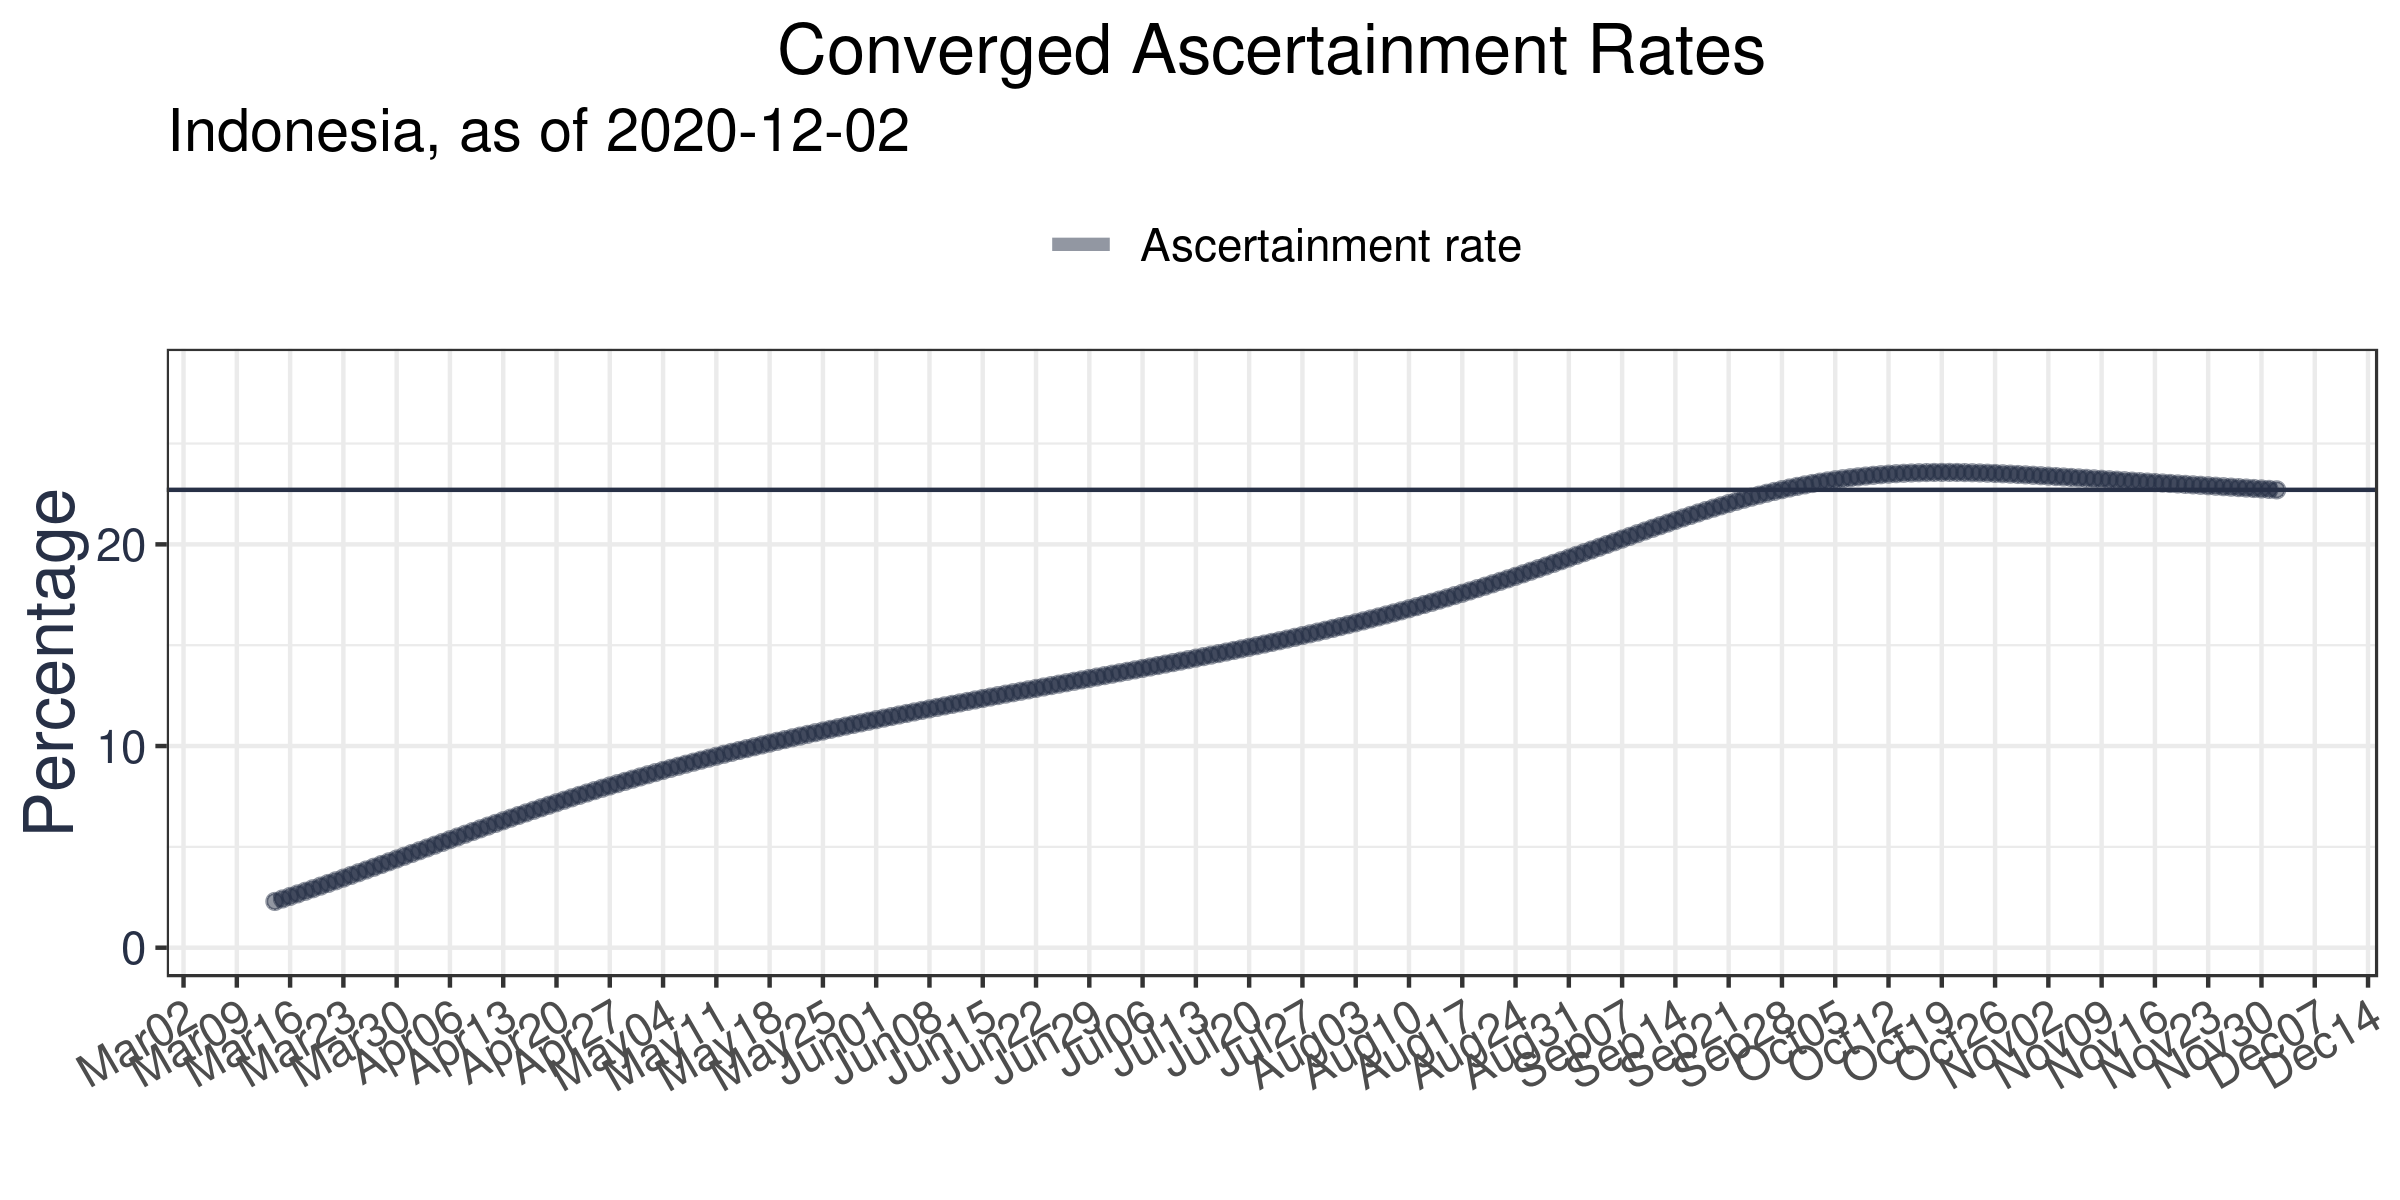 Converged Ascertainment Rates
Indonesia, as of 2020-12-02
Ascertainment rate
Percentage
20
10
0
Mar02 Mar09 Mar16 Mar23 Mar30 Apr06 Apr13 Apr20 Apr27 May04 May11 May18 May25 Jun01 Jun08 Jun15 Jun22 Jun29 Jul06 Jul13 Jul20 Jul27 Aug03 Aug10 Aug17 Aug24 Aug31 Sep07 Sep14 Sep21 Sep28 Oct05 Oct12 Oct19 Oct26 Nov02 Nov09 Nov16 Nov23 Nov30 Dec07 Dec14